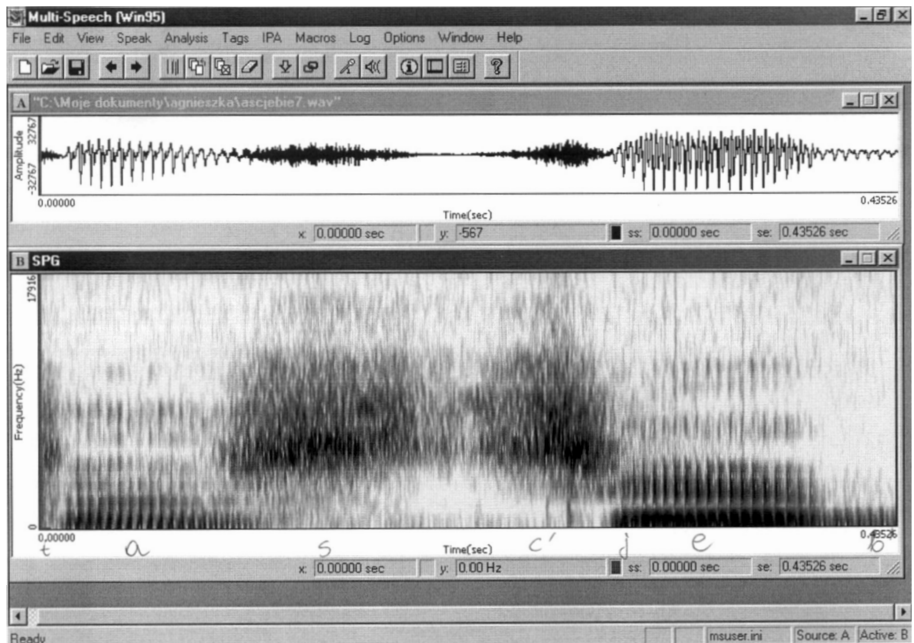 Multi-Speech (Win95)
File Edit View Speak Analysis Tags IPA Macros Log Options Window Help
A "C:\Moje dokumenty\agnieszka\ascjebie7.wav"
Amplitude
-32767 32767
0.00000 0.43526
Time(sec)
x: 0.00000 sec y: -567 ss: 0.00000 sec se: 0.43526 sec
B SPG
Frequency(Hz)
0 17916
0.00000 0.43526
t a s c' j e b
Time(sec)
x: 0.00000 sec y: 0.00 Hz ss: 0.00000 sec se: 0.43526 sec
Ready msuser.ini Source: A Active: B